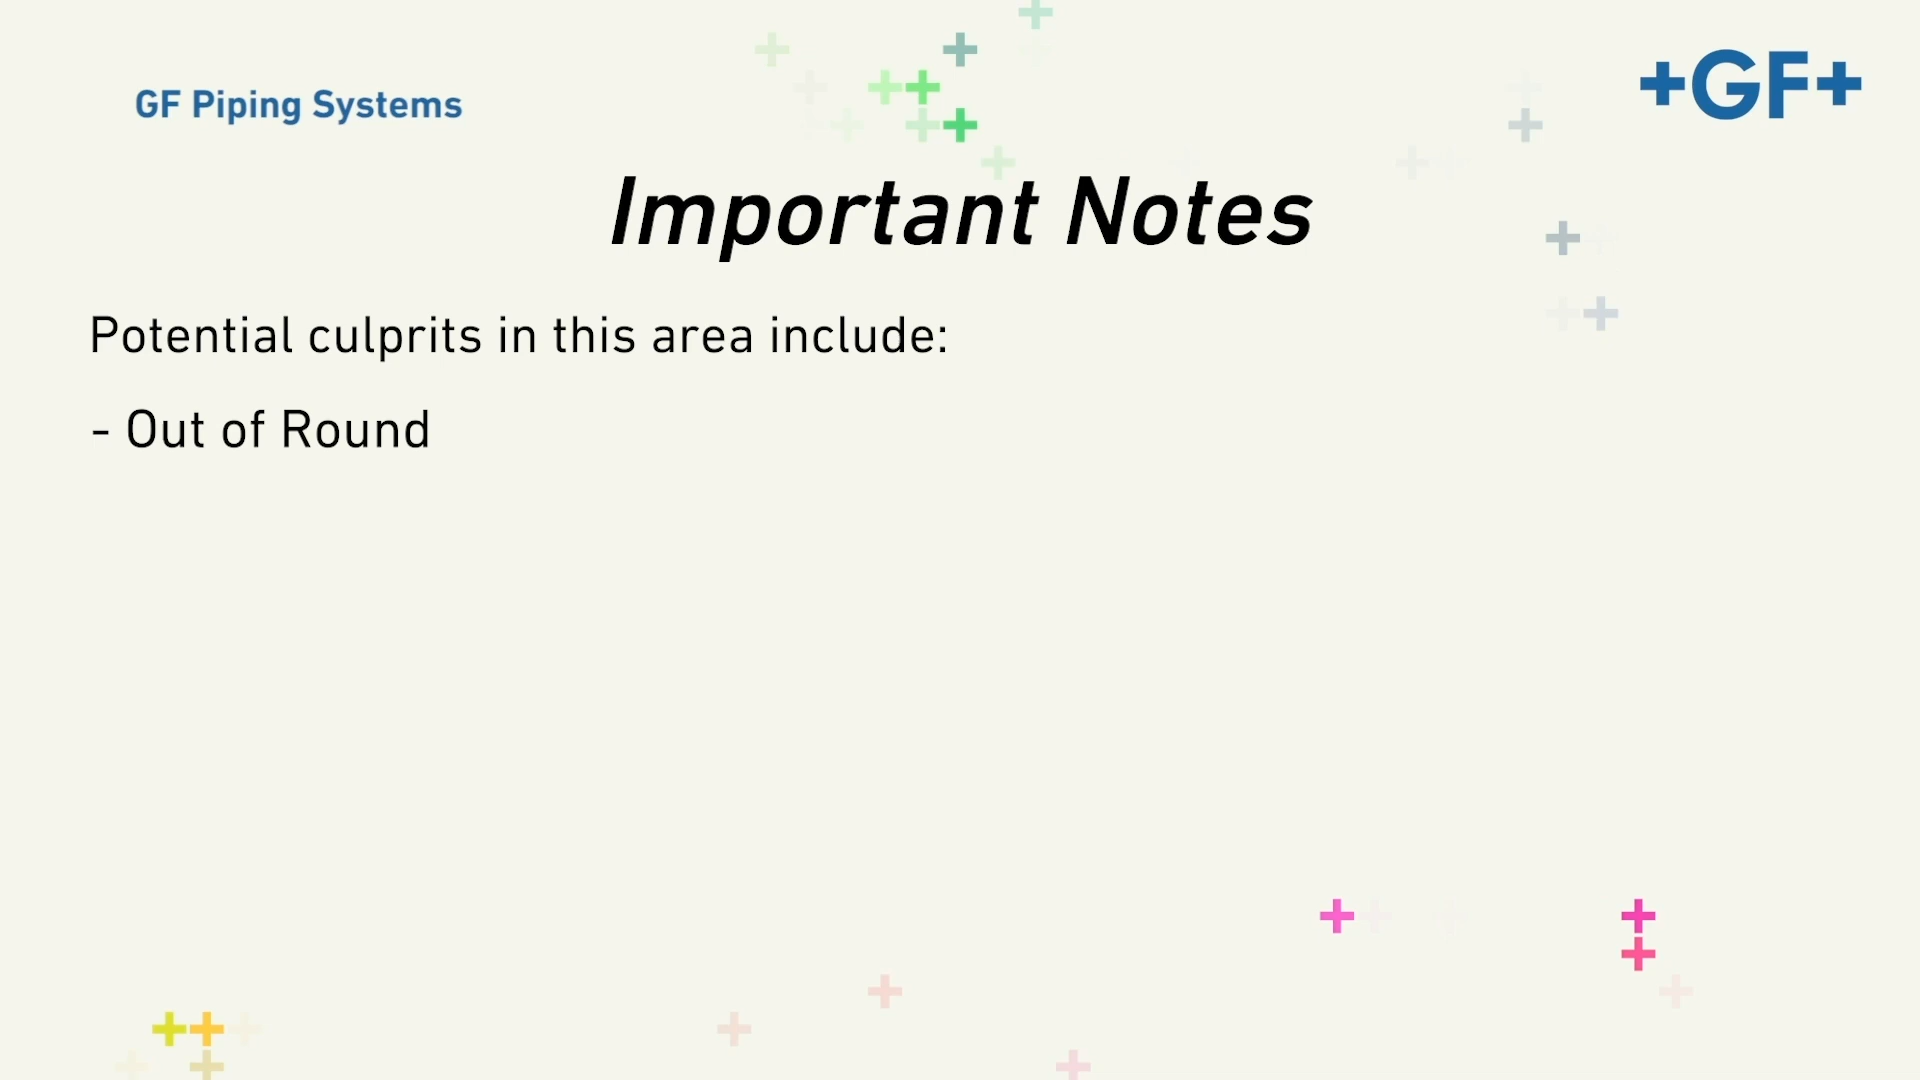 GF Piping Systems
+GF+
Important Notes
Potential culprits in this area include:
- Out of Round